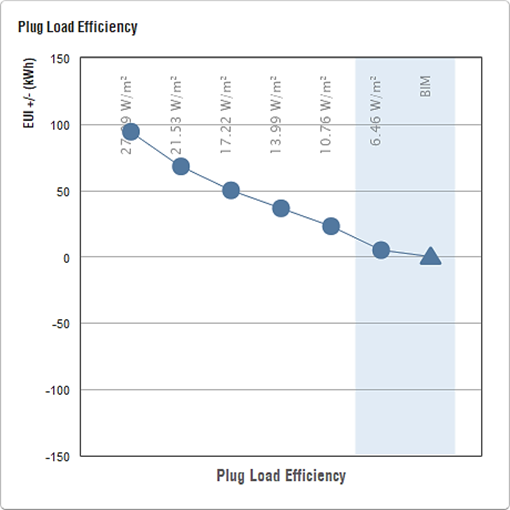 Plug Load Efficiency
EUI +/- (kWh)
150
100
50
0
-50
-100
-150
21.53 W/m²
17.22 W/m²
13.99 W/m²
10.76 W/m²
6.46 W/m²
BIM
Plug Load Efficiency